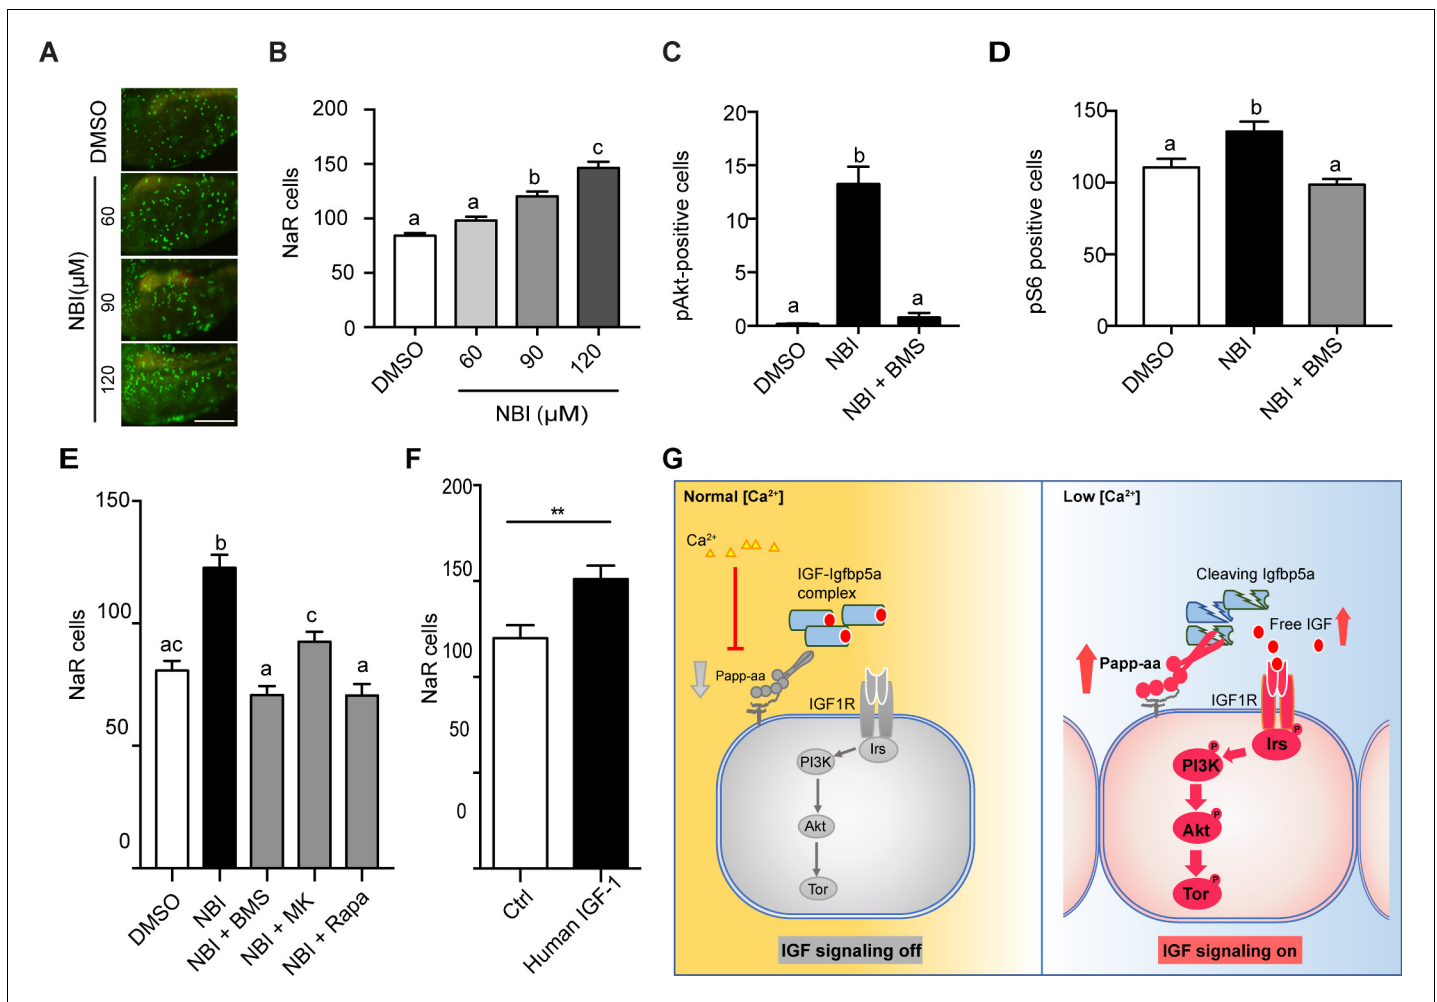 A
DMSO
60
90
120
NBI(µM)
B
200
150
100
50
0
NaR cells
a
a
b
c
DMSO
60
90
120
NBI (µM)
C
20
15
10
5
0
pAkt-positive cells
a
b
a
DMSO
NBI
NBI + BMS
D
150
100
50
0
pS6 positive cells
a
b
a
DMSO
NBI
NBI + BMS
E
150
100
50
0
NaR cells
ac
b
a
c
a
DMSO
NBI
NBI + BMS
NBI + MK
NBI + Rapa
F
200
150
100
50
0
NaR cells
**
Ctrl
Human IGF-1
G
Normal [Ca²⁺]
Ca²⁺
IGF-Igfbp5a
complex
Papp-aa
IGF1R
Irs
PI3K
Akt
Tor
IGF signaling off
Low [Ca²⁺]
Cleaving Igfbp5a
Free IGF
Papp-aa
IGF1R
Irs
P
PI3K
P
Akt
P
Tor
P
IGF signaling on